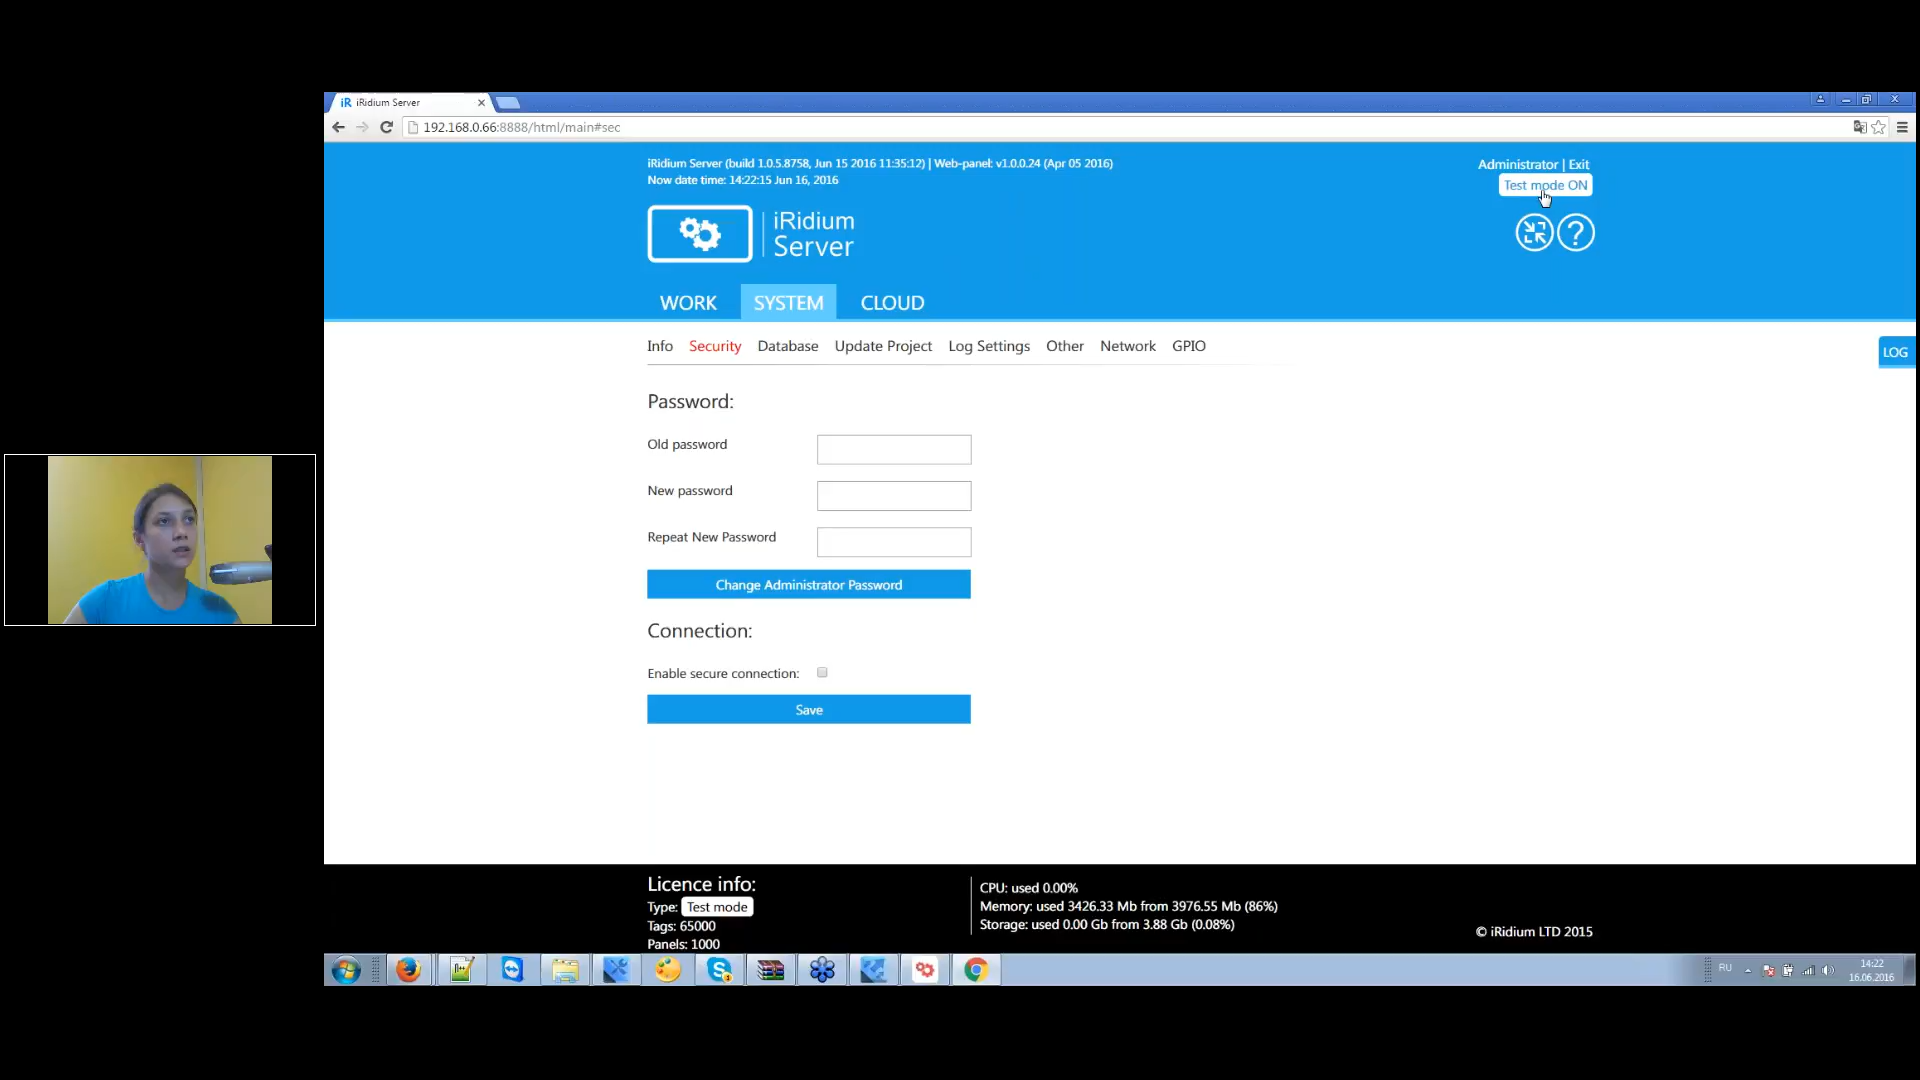 iR iRidium Server
192.168.0.66:8888/html/main#sec
iRidium Server (build 1.0.5.8758, Jun 15 2016 11:35:12) | Web-panel: v1.0.0.24 (Apr 05 2016)
Now date time: 14:22:15 Jun 16, 2016
Administrator | Exit
Test mode ON
iRidium
Server
?
WORK SYSTEM CLOUD
Info Security Database Update Project Log Settings Other Network GPIO
LOG
Password:
Old password
New password
Repeat New Password
Change Administrator Password
Connection:
Enable secure connection:
Save
Licence info:
Type: Test mode
Tags: 65000
Panels: 1000
CPU: used 0.00%
Memory: used 3426.33 Mb from 3976.55 Mb (86%)
Storage: used 0.00 Gb from 3.88 Gb (0.08%)
© iRidium LTD 2015
RU
14:22
16.06.2016